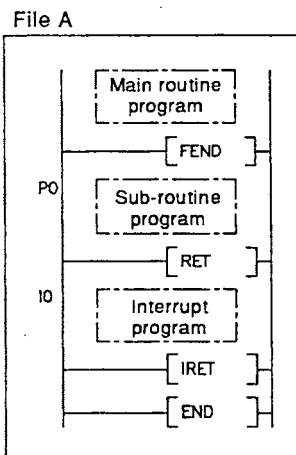 File A
Main routine
program
FEND
P0
Sub-routine
program
RET
I0
Interrupt
program
IRET
END